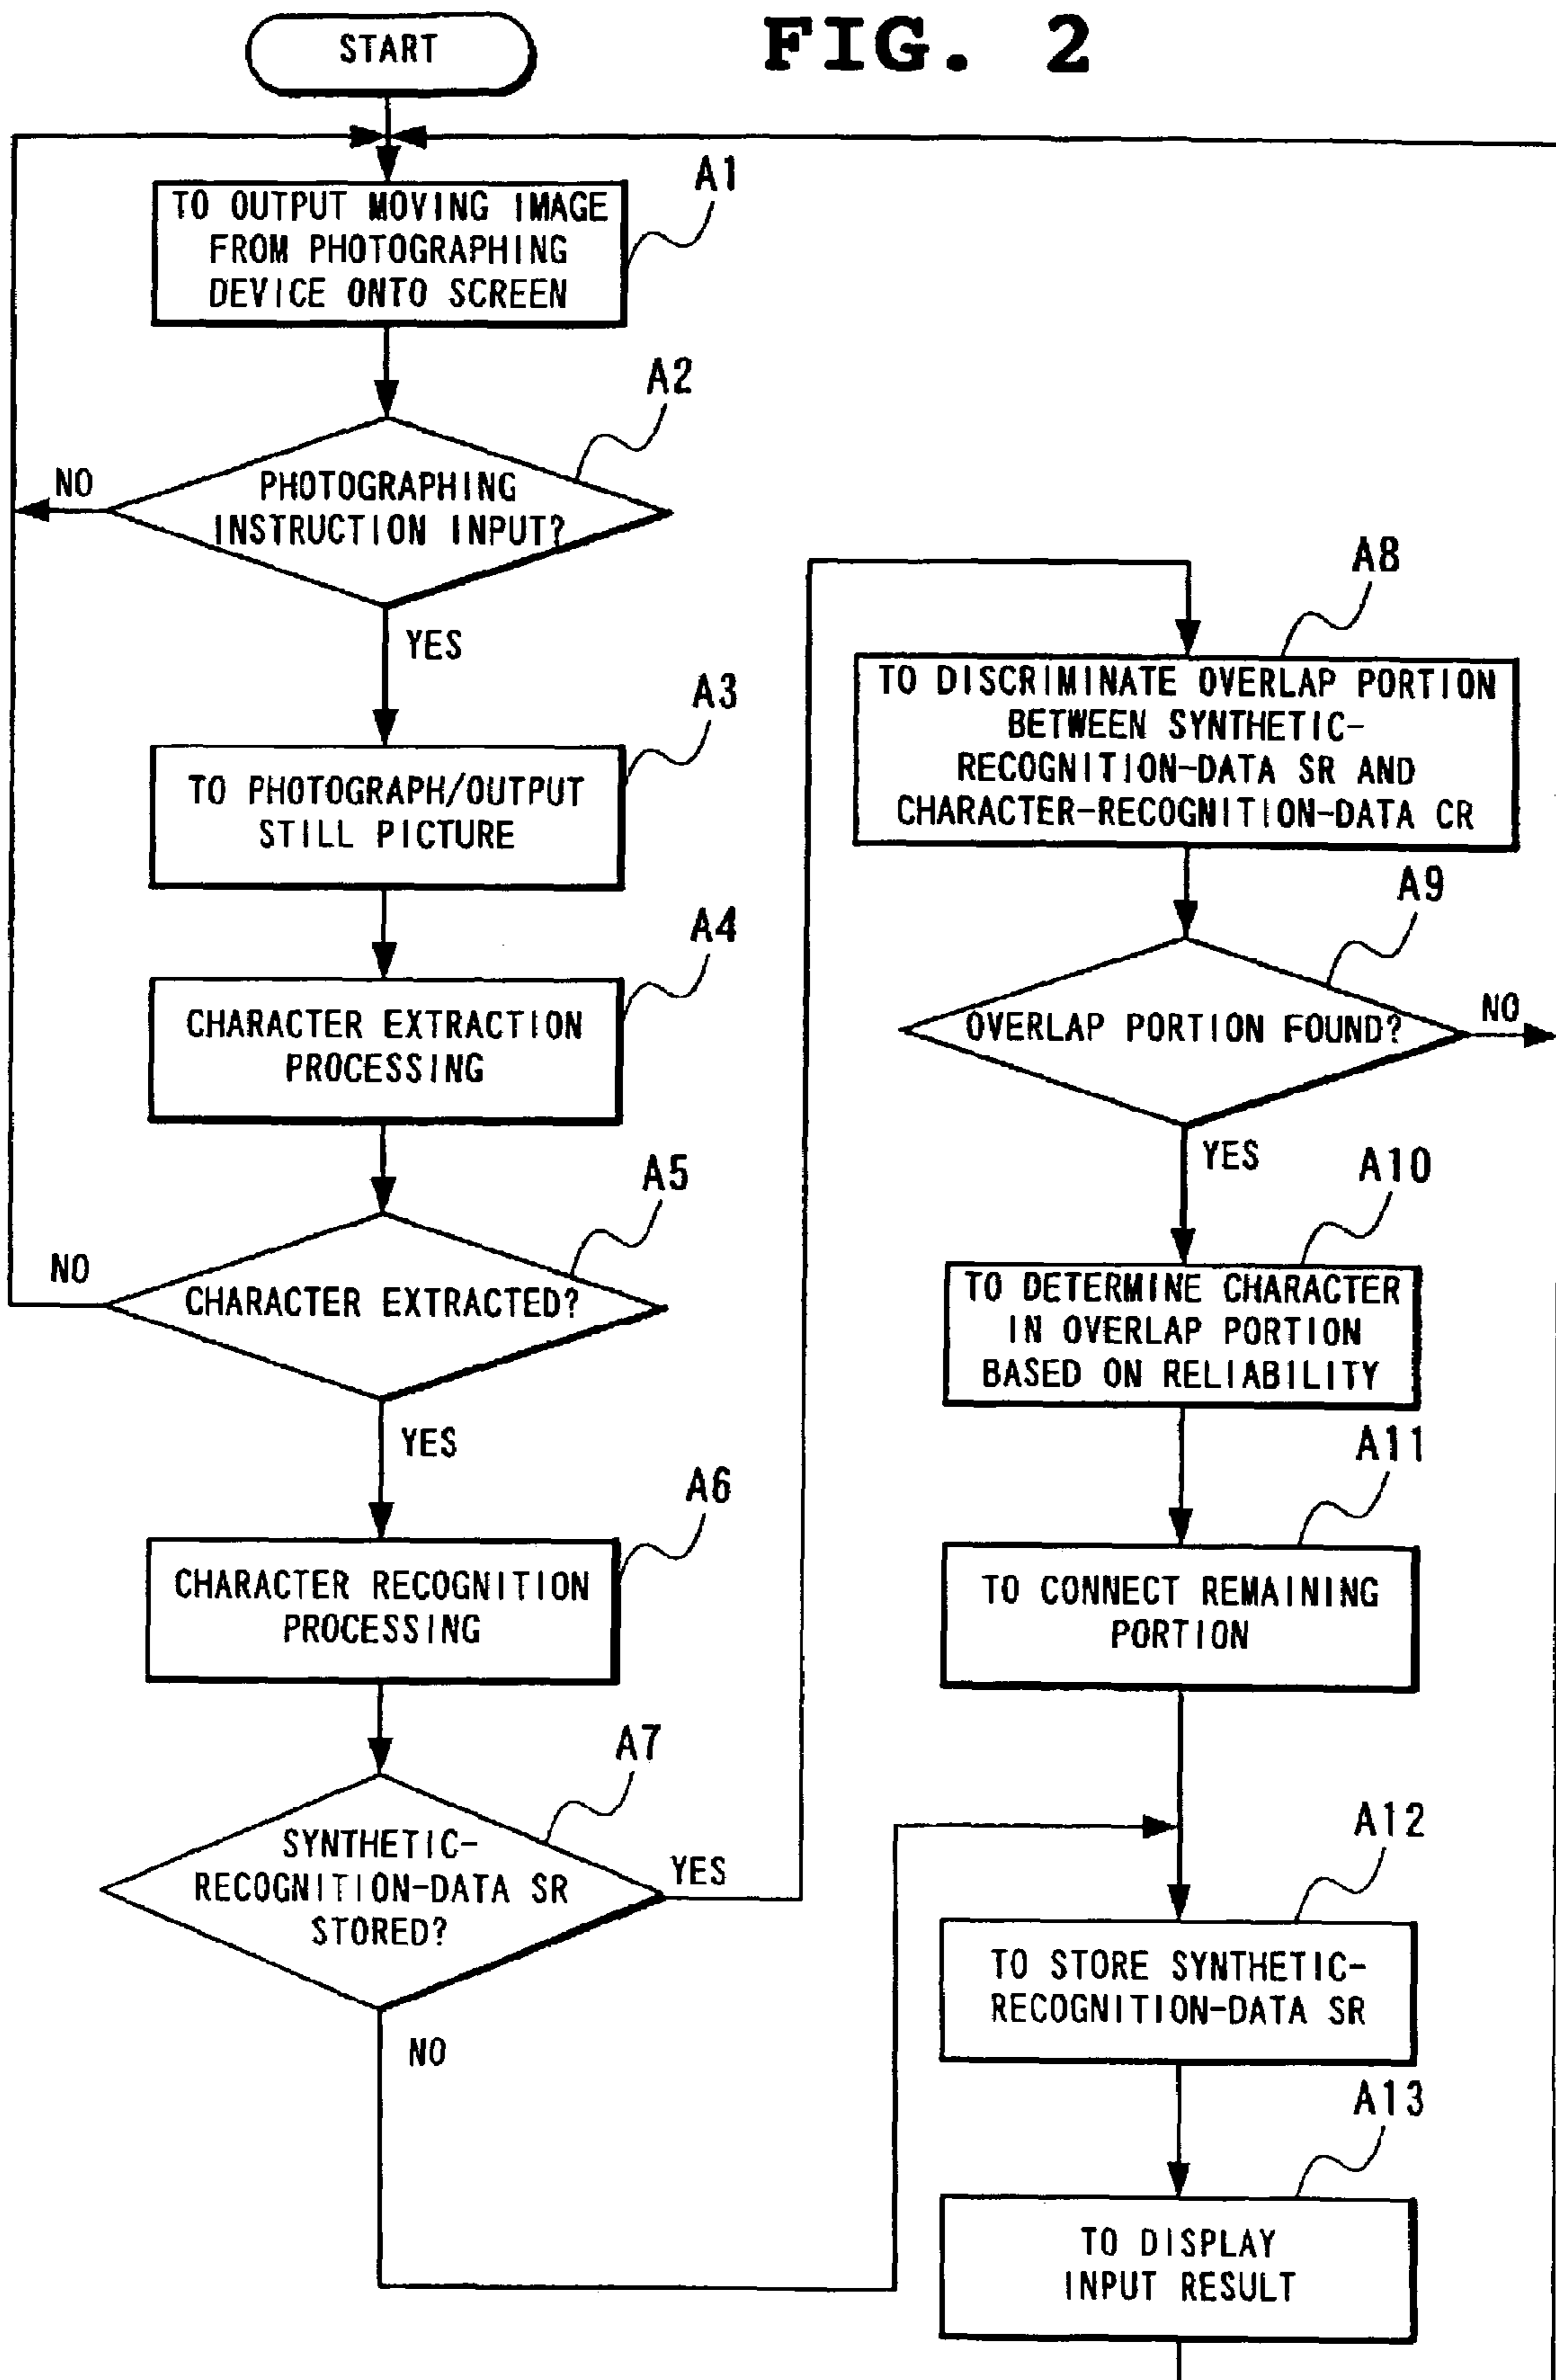 FIG. 2
START
A1
TO OUTPUT MOVING IMAGE
FROM PHOTOGRAPHING
DEVICE ONTO SCREEN
A2
PHOTOGRAPHING
INSTRUCTION INPUT?
NO
YES
A3
TO PHOTOGRAPH/OUTPUT
STILL PICTURE
A4
CHARACTER EXTRACTION
PROCESSING
A5
CHARACTER EXTRACTED?
NO
YES
A6
CHARACTER RECOGNITION
PROCESSING
A7
SYNTHETIC-
RECOGNITION-DATA SR
STORED?
YES
NO
A8
TO DISCRIMINATE OVERLAP PORTION
BETWEEN SYNTHETIC-
RECOGNITION-DATA SR AND
CHARACTER-RECOGNITION-DATA CR
A9
OVERLAP PORTION FOUND?
NO
YES
A10
TO DETERMINE CHARACTER
IN OVERLAP PORTION
BASED ON RELIABILITY
A11
TO CONNECT REMAINING
PORTION
A12
TO STORE SYNTHETIC-
RECOGNITION-DATA SR
A13
TO DISPLAY
INPUT RESULT